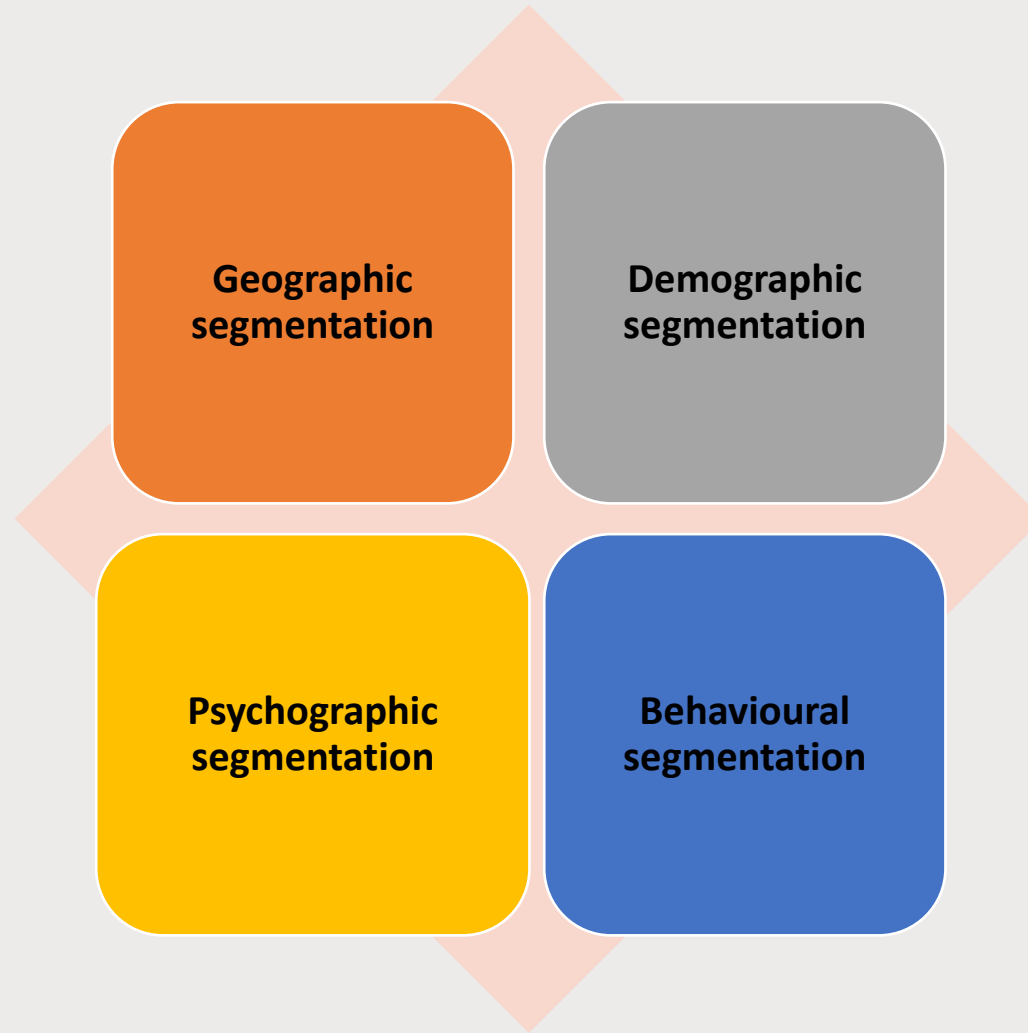 Geographic
segmentation
Demographic
segmentation
Psychographic
segmentation
Behavioural
segmentation